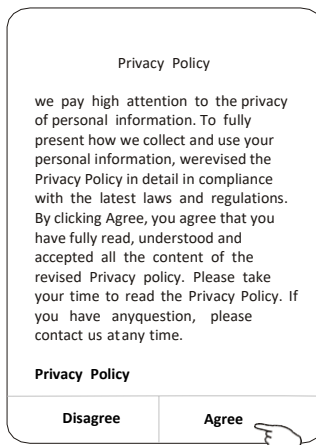 Privacy Policy
we pay high attention to the privacy
of personal information. To fully
present how we collect and use your
personal information, werevised the
Privacy Policy in detail in compliance
with the latest laws and regulations.
By clicking Agree, you agree that you
have fully read, understood and
accepted all the content of the
revised Privacy policy. Please take
your time to read the Privacy Policy. If
you have anyquestion, please
contact us atany time.
Privacy Policy
Disagree
Agree